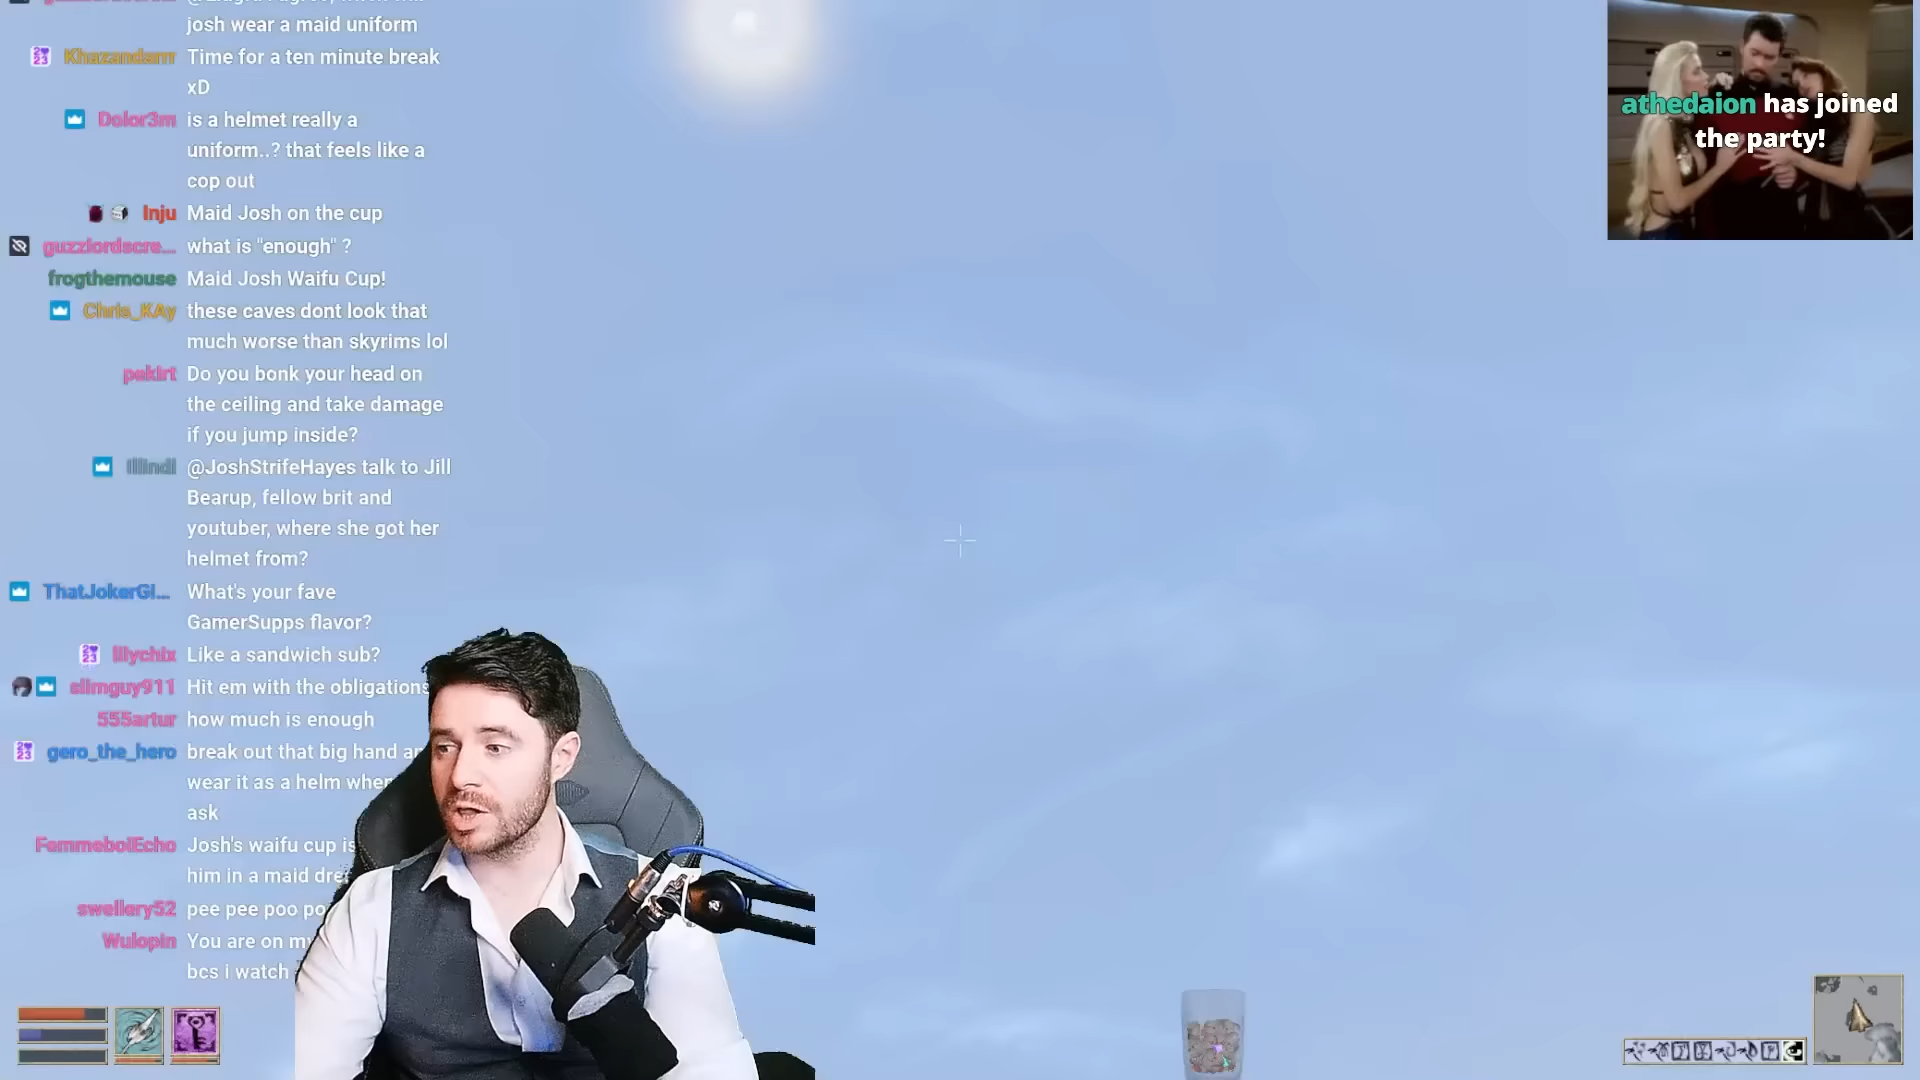 josh wear a maid uniform
Khazandarrr Time for a ten minute break
xD
Dolor3m is a helmet really a
uniform..? that feels like a
cop out
Inju Maid Josh on the cup
guzzlordscre... what is "enough" ?
frogthemouse Maid Josh Waifu Cup!
Chris_KAy these caves dont look that
much worse than skyrims lol
pekirt Do you bonk your head on
the ceiling and take damage
if you jump inside?
@JoshStrifeHayes talk to Jill
Bearup, fellow brit and
youtuber, where she got her
helmet from?
ThatJokerGi... What's your fave
GamerSupps flavor?
lilychix Like a sandwich sub?
slimguy911 Hit em with the obligations
555artur how much is enough
gero_the_hero break out that big hand
wear it as a helm
ask
FemmeboiEcho Josh's waifu cup is
him in a maid
swellery52 pee pee poo
Wulopin You are on
bcs i watch
athedaion has joined
the party!